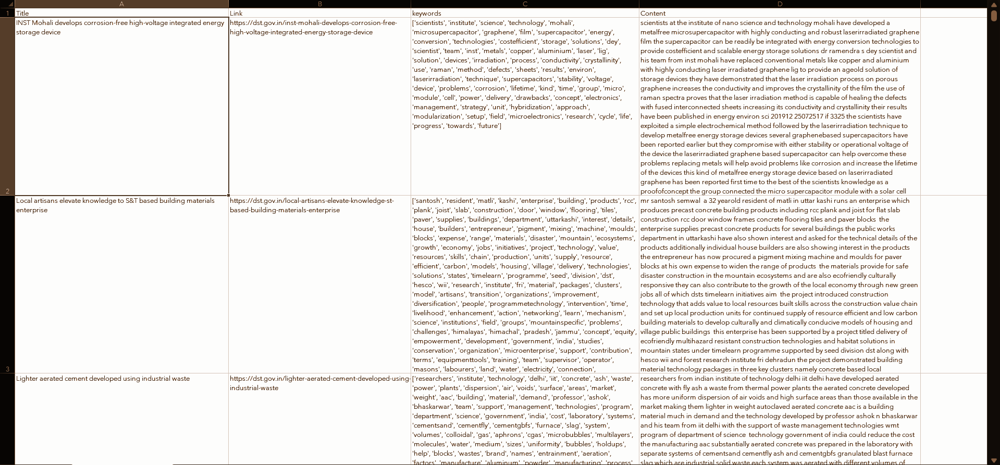 A B C D
1 Title Link keywords Content
2
INST Mohali develops corrosion-free high-voltage integrated energy
storage device
https://dst.gov.in/inst-mohali-develops-corrosion-free-
high-voltage-integrated-energy-storage-device
['scientists', 'institute', 'science', 'technology', 'mohali',
'microsupercapacitor', 'graphene', 'film', 'supercapacitor', 'energy',
'conversion', 'technologies', 'costefficient', 'storage', 'solutions', 'dey',
'scientist', 'team', 'inst', 'metals', 'copper', 'aluminium', 'laser', 'lig',
'solution', 'devices', 'irradiation', 'process', 'conductivity', 'crystallinity',
'use', 'raman', 'method', 'defects', 'sheets', 'results', 'environ',
'laserirradiation', 'technique', 'supercapacitors', 'stability', 'voltage',
'device', 'problems', 'corrosion', 'lifetime', 'kind', 'time', 'group', 'micro',
'module', 'cell', 'power', 'delivery', 'drawbacks', 'concept', 'electronics',
'management', 'strategy', 'unit', 'hybridization', 'approach',
'modularization', 'setup', 'field', 'microelectronics', 'research', 'cycle', 'life',
'progress', 'towards', 'future']
scientists at the institute of nano science and technology mohali have developed a
metalfree microsupercapacitor with highly conducting and robust laserirradiated graphene
film the supercapacitor can be readily be integrated with energy conversion technologies to
provide costefficient and scalable energy storage solutions dr ramendra s dey scientist and
his team from inst mohali have replaced conventional metals like copper and aluminium
with highly conducting laser irradiated graphene lig to provide an ageold solution of
storage devices they have demonstrated that the laser irradiation process on porous
graphene increases the conductivity and improves the crystallinity of the film the use of
raman spectra proves that the laser irradiation method is capable of healing the defects
with fused interconnected sheets increasing its conductivity and crystallinity their results
have been published in energy environ sci 201912 25072517 if 3325 the scientists have
exploited a simple electrochemical method followed by the laserirradiation technique to
develop metalfree energy storage devices several graphenebased supercapacitors have
been reported earlier but they compromise with either stability or operational voltage of
the device the laserirradiated graphene based supercapacitor can help overcome these
problems replacing metals will help avoid problems like corrosion and increase the lifetime
of the devices this kind of metalfree energy storage device based on laserirradiated
graphene has been reported first time to the best of the scientists knowledge as a
proofofconcept the group connected the micro supercapacitor module with a solar cell
3
Local artisans elevate knowledge to S&T based building materials
enterprise
https://dst.gov.in/local-artisans-elevate-knowledge-st-
based-building-materials-enterprise
['santosh', 'resident', 'matli', 'kashi', 'enterprise', 'building', 'products', 'rcc',
'plank', 'joist', 'slab', 'construction', 'door', 'window', 'flooring', 'tiles',
'paver', 'supplies', 'buildings', 'department', 'uttarkashi', 'interest', 'details',
'house', 'builders', 'entrepreneur', 'pigment', 'mixing', 'machine', 'moulds',
'blocks', 'expense', 'range', 'materials', 'disaster', 'mountain', 'ecosystems',
'growth', 'economy', 'jobs', 'initiatives', 'project', 'technology', 'value',
'resources', 'skills', 'chain', 'production', 'units', 'supply', 'resource',
'efficient', 'carbon', 'models', 'housing', 'village', 'delivery', 'technologies',
'solutions', 'states', 'timelearn', 'programme', 'seed', 'division', 'dst',
'hesco', 'wii', 'research', 'institute', 'fri', 'material', 'packages', 'clusters',
'model', 'artisans', 'transition', 'organizations', 'improvement',
'diversification', 'people', 'programmetechnology', 'intervention', 'time',
'livelihood', 'enhancement', 'action', 'networking', 'learn', 'mechanism',
'science', 'institutions', 'field', 'groups', 'mountainspecific', 'problems',
'challenges', 'himalayas', 'himachal', 'pradesh', 'jammu', 'concept', 'equity',
'empowerment', 'development', 'government', 'india', 'studies',
'conservation', 'organization', 'microenterprise', 'support', 'contribution',
'terms', 'equipmenttools', 'training', 'team', 'supervisor', 'operator',
'masons', 'labourers', 'land', 'water', 'electricity', 'connection',
mr santosh semwal a 32 yearold resident of matli in uttar kashi runs an enterprise which
produces precast concrete building products including rcc plank and joist for flat slab
construction rcc door window frames concrete flooring tiles and paver blocks the
enterprise supplies precast concrete products for several buildings the public works
department in uttarkashi have also shown interest and asked for the technical details of the
products additionally individual house builders are also showing interest in the products
the entrepreneur has now procured a pigment mixing machine and moulds for paver
blocks at his own expense to widen the range of products the materials provide for safe
disaster construction in the mountain ecosystems and are also ecofriendly culturally
responsive they can also contribute to the growth of the local economy through new green
jobs all of which dsts timelearn initiatives aim the project introduced construction
technology that adds value to local resources built skills across the construction value chain
and set up local production units for continued supply of resource efficient and low carbon
building materials to develop culturally and climatically conducive models of housing and
village public buildings this enterprise has been supported by a project titled delivery of
ecofriendly multihazard resistant construction technologies and habitat solutions in
mountain states under timelearn programme supported by seed division dst along with
hesco wii and forest research institute fri dehradun the project demonstrated building
material technology packages in three key clusters namely concrete based local
Lighter aerated cement developed using industrial waste
https://dst.gov.in/lighter-aerated-cement-developed-using-
industrial-waste
['researchers', 'institute', 'technology', 'delhi', 'iit', 'concrete', 'ash', 'waste',
'power', 'plants', 'dispersion', 'air', 'voids', 'surface', 'areas', 'market',
'weight', 'aac', 'building', 'material', 'demand', 'professor', 'ashok',
'bhaskarwar', 'team', 'support', 'management', 'technologies', 'program',
'department', 'science', 'government', 'india', 'cost', 'laboratory', 'systems',
'cementsand', 'cementfly', 'cementgbfs', 'furnace', 'slag', 'system',
'volumes', 'colloidal', 'gas', 'aphrons', 'cgas', 'microbubbles', 'multilayers',
'molecules', 'water', 'medium', 'sizes', 'uniformity', 'bubbles', 'holdups',
'help', 'blocks', 'wastes', 'brand', 'names', 'entrainment', 'aeration',
'factors', 'manufacture', 'aluminum', 'powder', 'manufacturing', 'process',
researchers from indian institute of technology delhi iit delhi have developed aerated
concrete with fly ash a waste from thermal power plants the aerated concrete developed
has more uniform dispersion of air voids and high surface areas than those available in the
market making them lighter in weight autoclaved aerated concrete aac is a building
material much in demand and the technology developed by professor ashok n bhaskarwar
and his team from iit delhi with the support of waste management technologies wmt
program of department of science technology government of india could reduce the cost
the manufacturing aac substantially aerated concrete was prepared in the laboratory with
separate systems of cementsand cementfly ash and cementgbfs granulated blast furnace
slag which are industrial solid waste each system was aerated with different volumes of